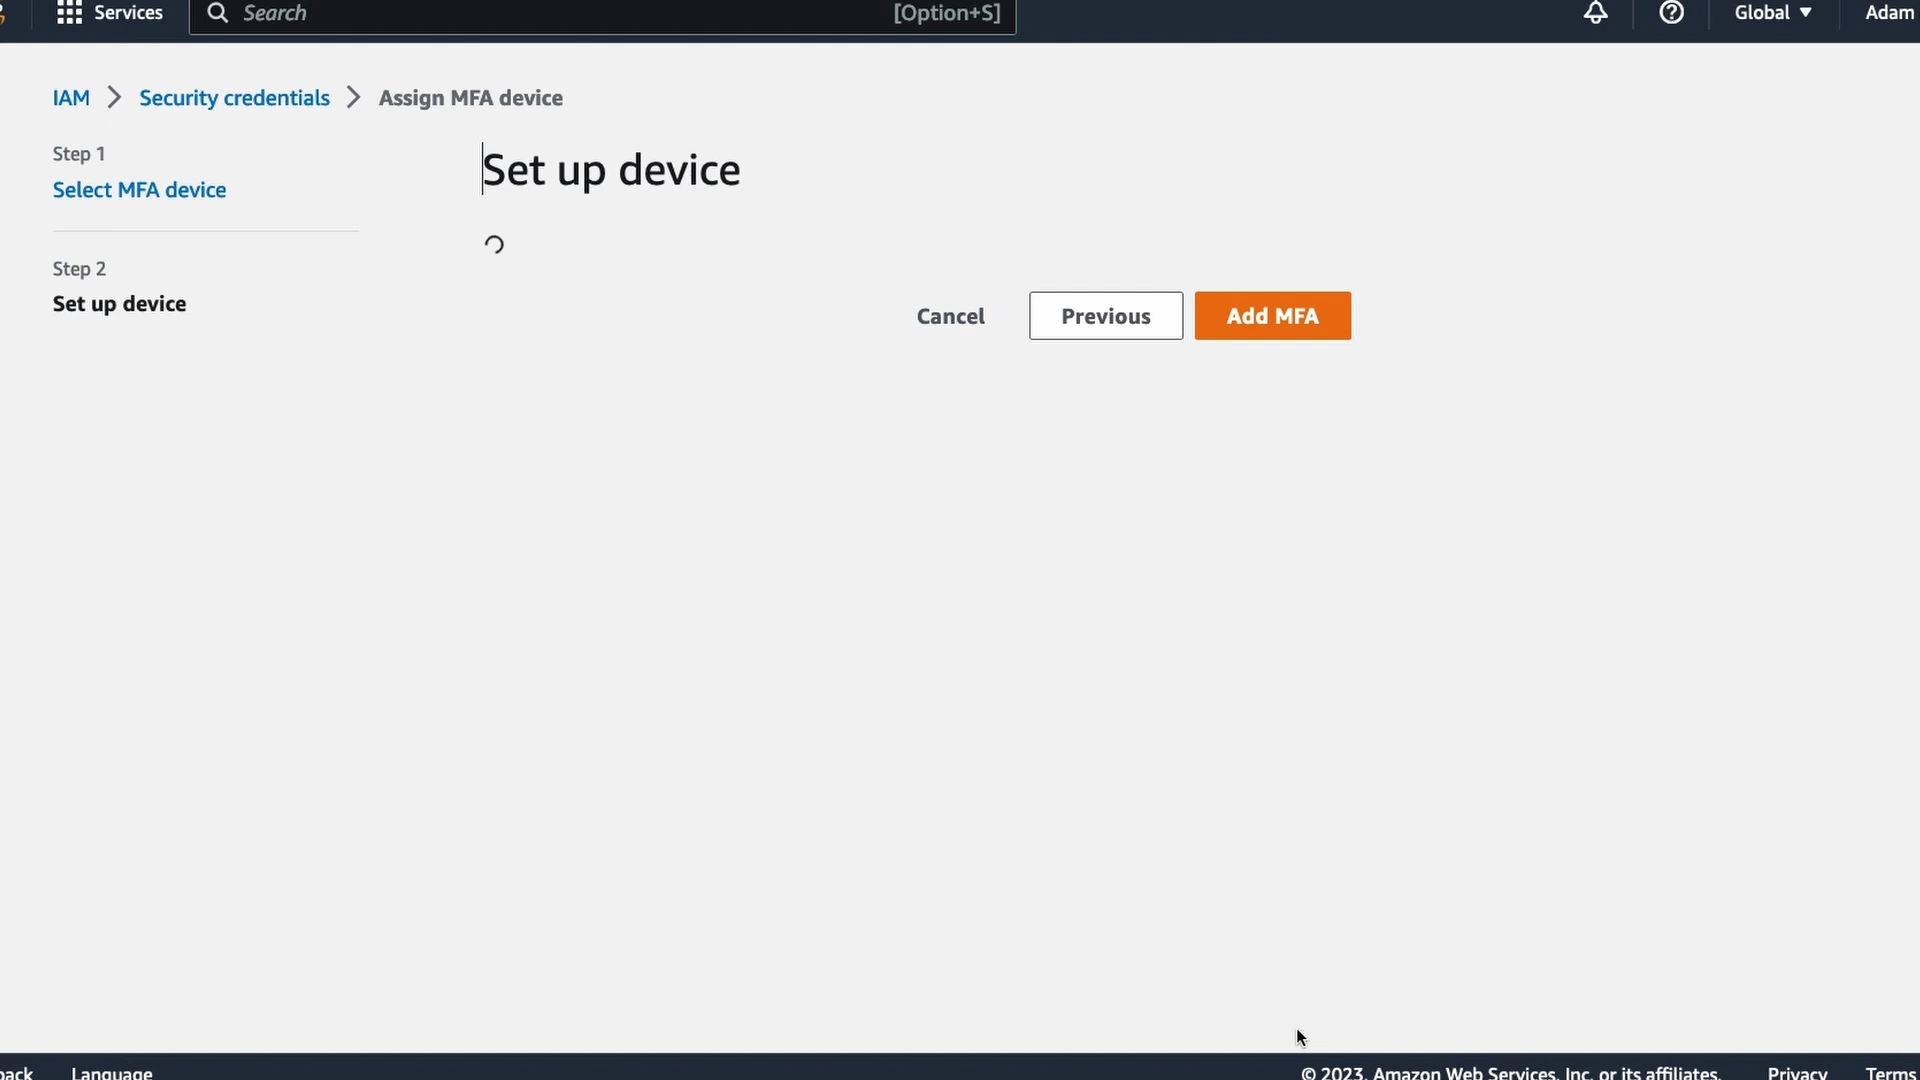 Services
Search [Option+S]
Global
Adam
IAM > Security credentials > Assign MFA device
Step 1
Select MFA device
Step 2
Set up device
Set up device
Cancel
Previous
Add MFA
Language
© 2023, Amazon Web Services, Inc. or its affiliates.
Privacy
Terms